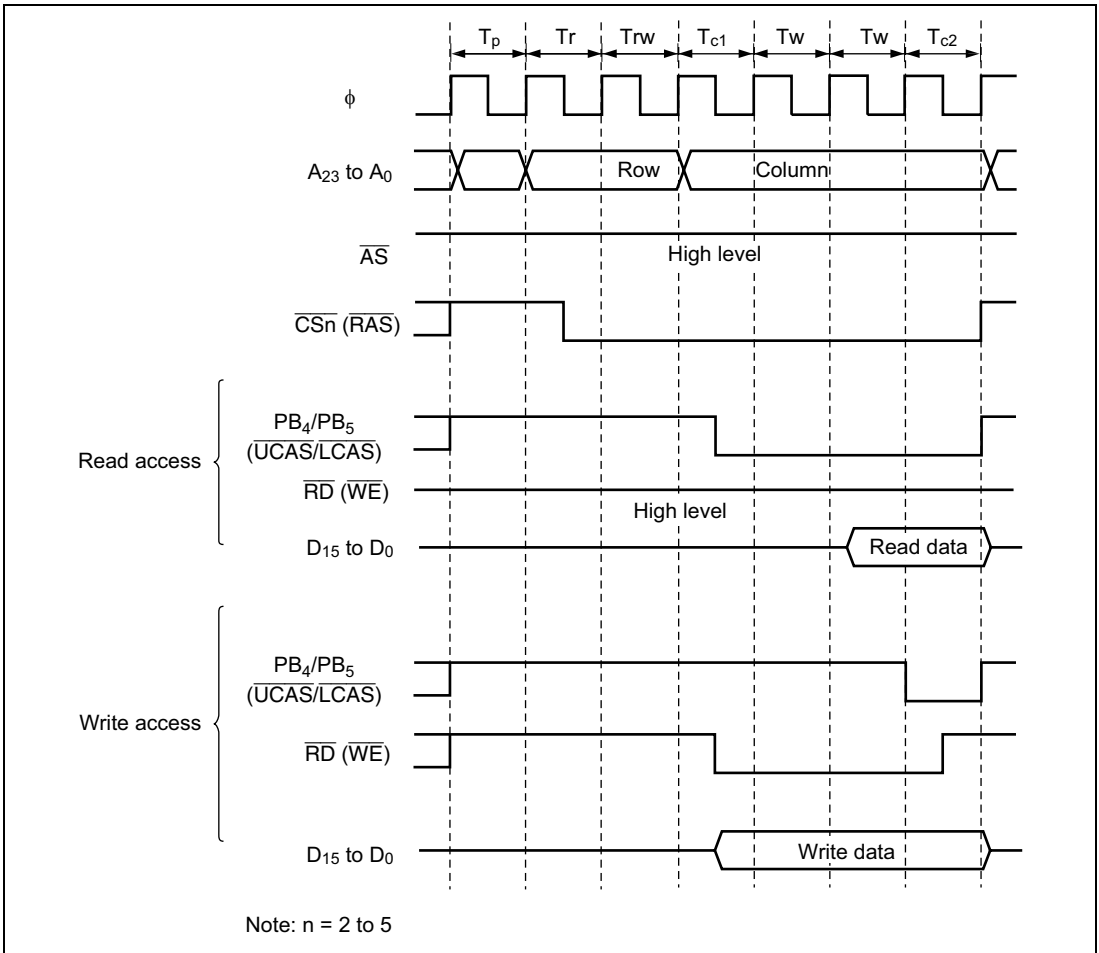 Tp Tr Trw Tc1 Tw Tw Tc2
φ
A23 to A0 Row Column
AS High level
CSn (RAS)
PB4/PB5
(UCAS/LCAS)
Read access
RD (WE) High level
D15 to D0 Read data
PB4/PB5
(UCAS/LCAS)
Write access
RD (WE)
D15 to D0 Write data
Note: n = 2 to 5